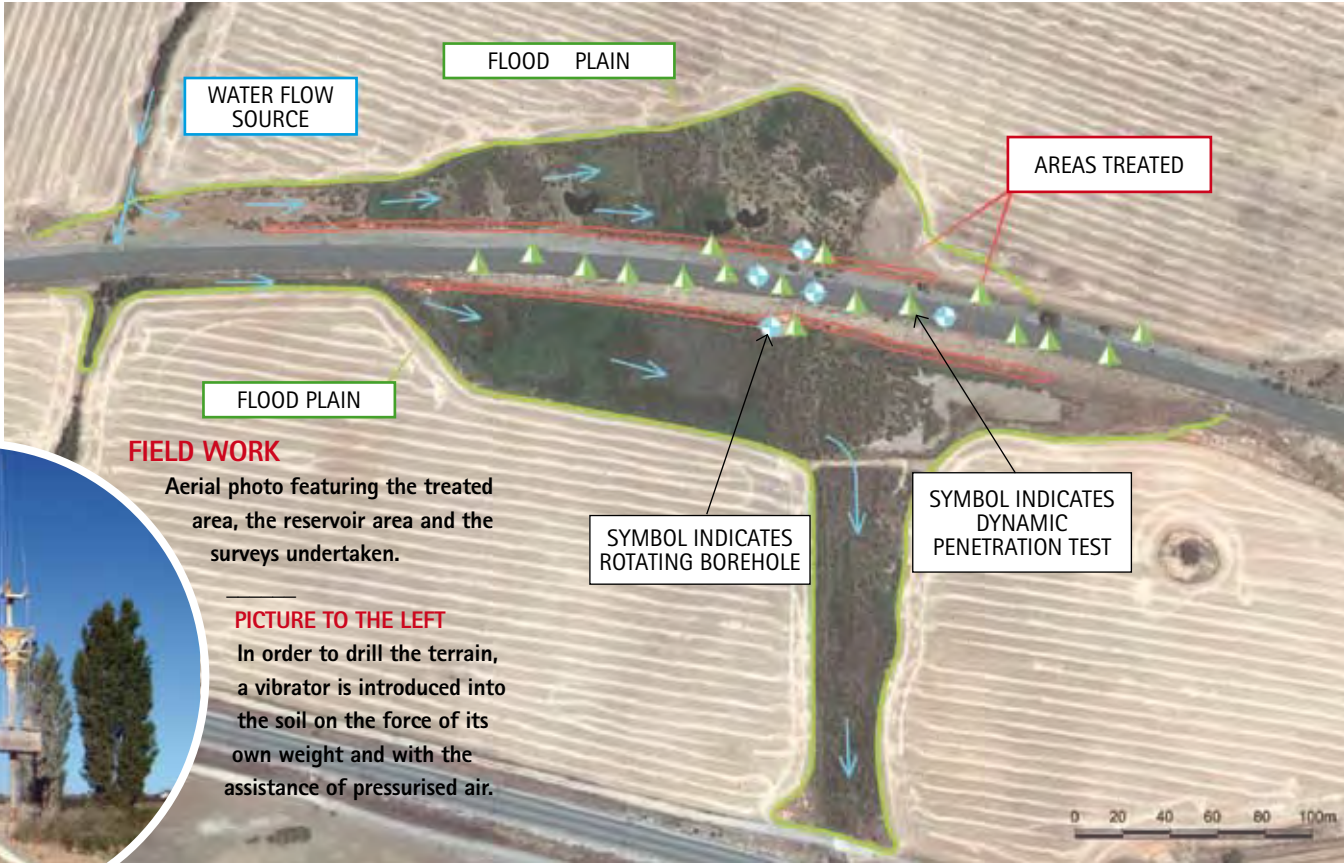 FLOOD PLAIN
WATER FLOW
SOURCE
AREAS TREATED
FLOOD PLAIN
FIELD WORK
Aerial photo featuring the treated
area, the reservoir area and the
surveys undertaken.
PICTURE TO THE LEFT
In order to drill the terrain,
a vibrator is introduced into
the soil on the force of its
own weight and with the
assistance of pressurised air.
SYMBOL INDICATES
ROTATING BOREHOLE
SYMBOL INDICATES
DYNAMIC
PENETRATION TEST
0 20 40 60 80 100m